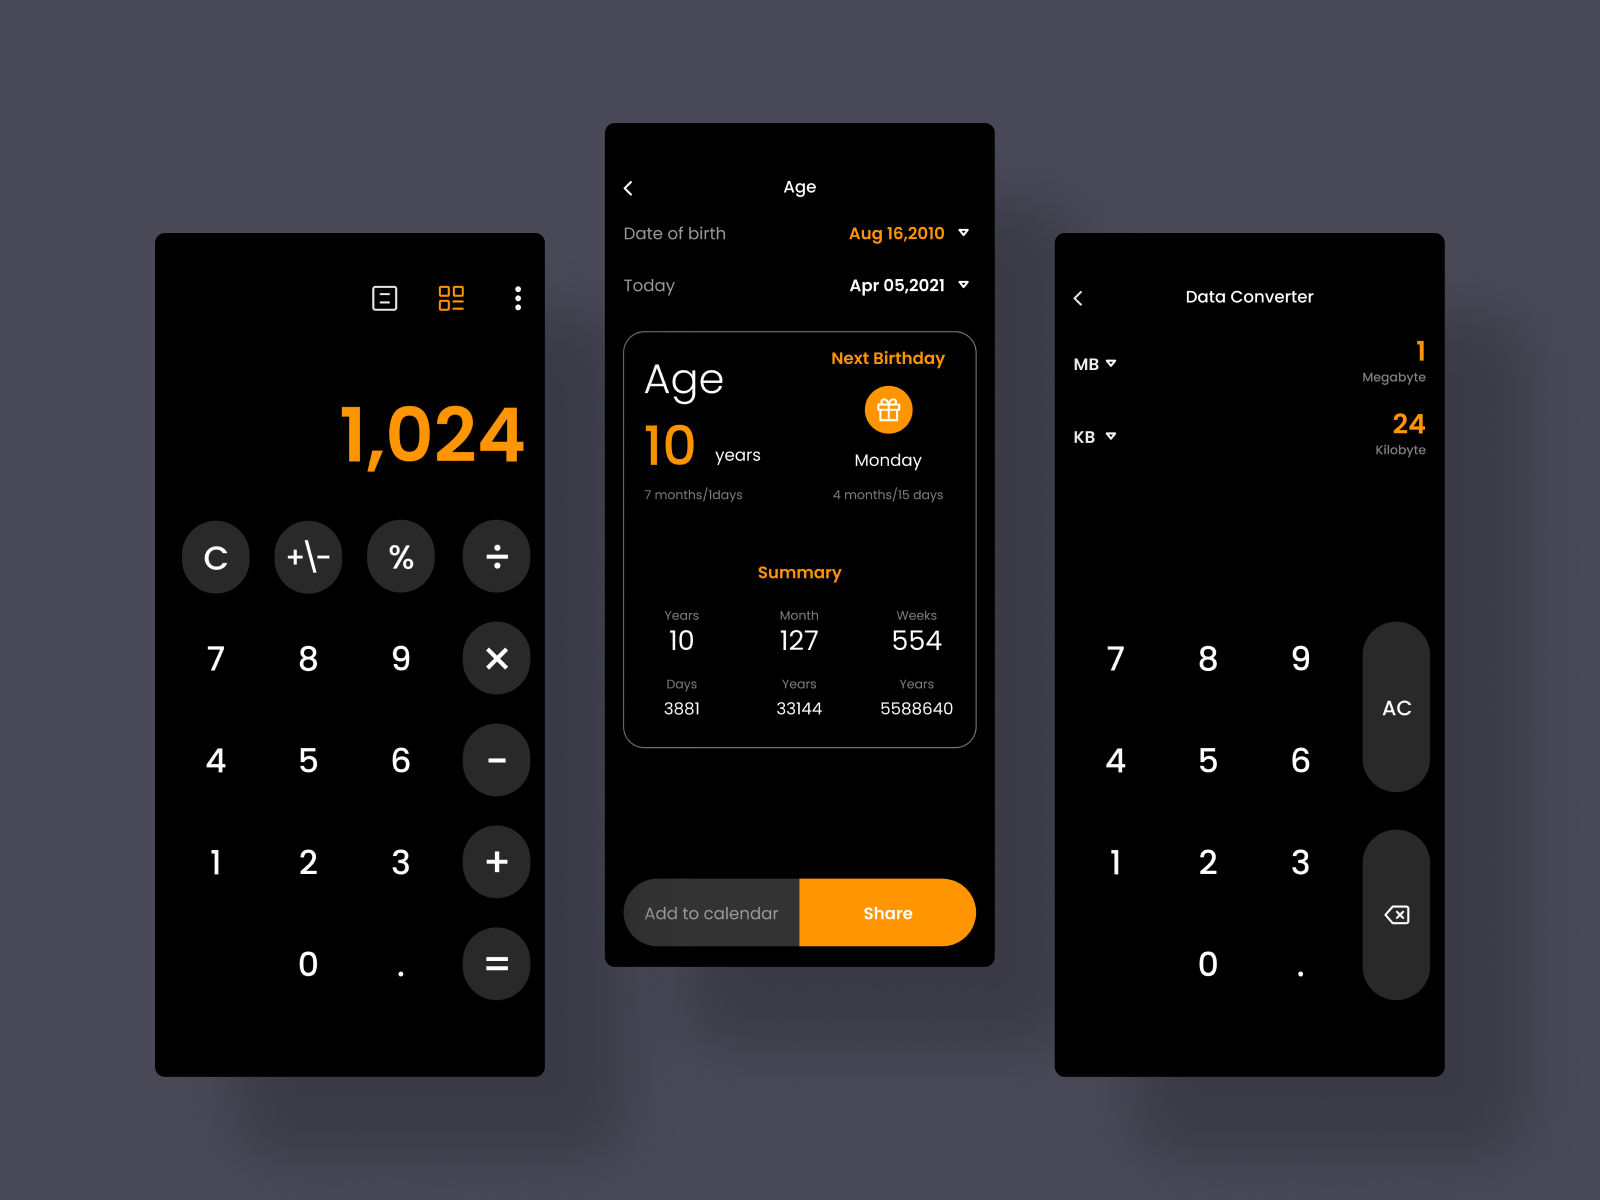 1,024
C +\- % ÷
7 8 9 ×
4 5 6 −
1 2 3 +
0 . =
Age
Date of birth Aug 16,2010
Today Apr 05,2021
Age
10 years
7 months/1days
Next Birthday
Monday
4 months/15 days
Summary
Years Month Weeks
10 127 554
Days Years Years
3881 33144 5588640
Add to calendar Share
Data Converter
MB 1
Megabyte
KB 24
Kilobyte
7 8 9
AC
4 5 6
1 2 3
0 .